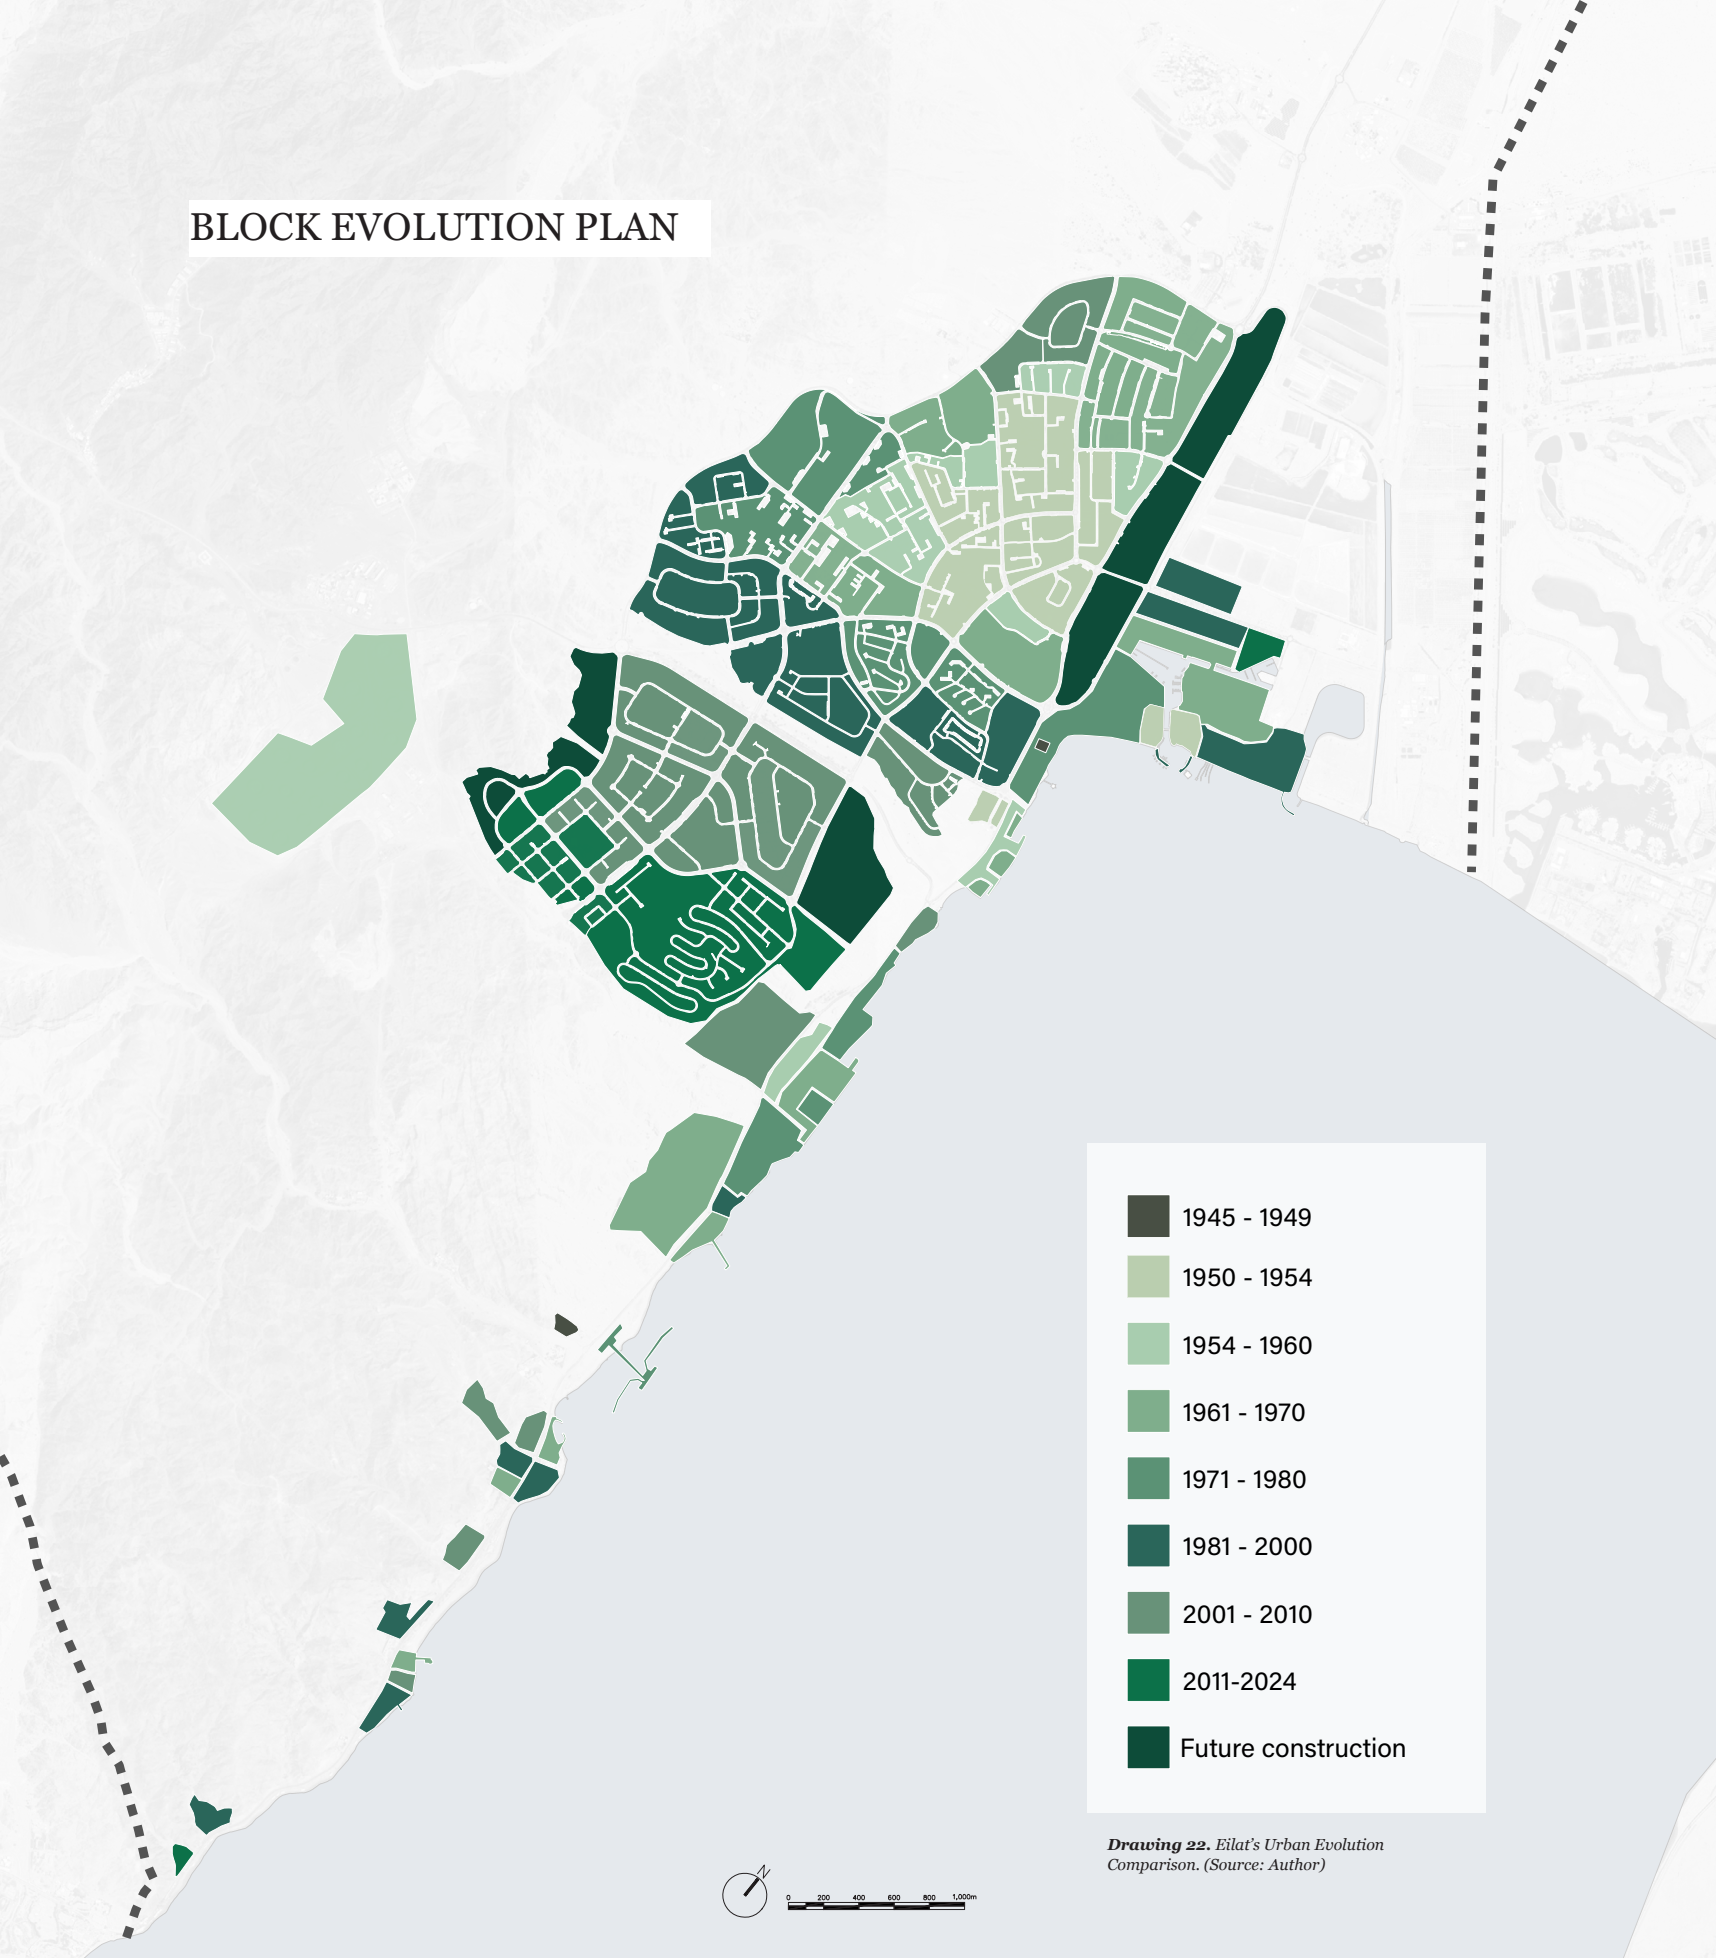 BLOCK EVOLUTION PLAN
1945 - 1949
1950 - 1954
1954 - 1960
1961 - 1970
1971 - 1980
1981 - 2000
2001 - 2010
2011-2024
Future construction
Drawing 22. Eilat's Urban Evolution
Comparison. (Source: Author)
N
0 200 400 600 800 1,000m